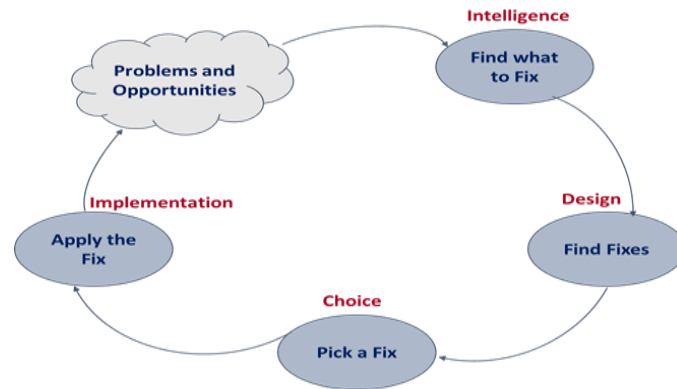 Intelligence
Find what
to Fix
Problems and
Opportunities
Design
Find Fixes
Implementation
Apply the
Fix
Choice
Pick a Fix